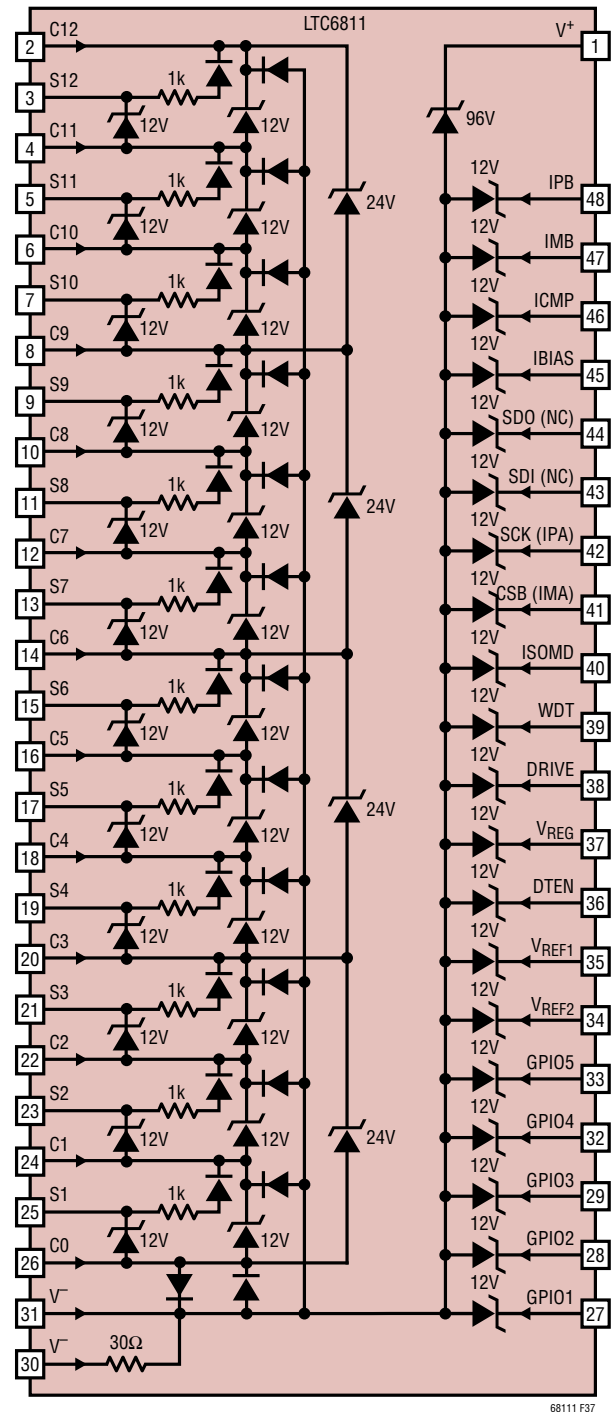 LTC6811
C12
V+
2
1
S12
1k
3
12V
12V
96V
C11
4
12V
IPB
S11
1k
48
5
12V
12V
24V
12V
IMB
C10
47
6
12V
ICMP
S10
1k
46
7
12V
12V
12V
IBIAS
C9
45
8
12V
SDO (NC)
S9
1k
44
9
12V
12V
12V
SDI (NC)
C8
43
10
12V
SCK (IPA)
S8
1k
42
11
12V
12V
24V
12V
CSB (IMA)
C7
41
12
12V
ISOMD
S7
1k
40
13
12V
12V
12V
WDT
C6
39
14
12V
DRIVE
S6
1k
38
15
12V
12V
12V
VREG
C5
37
16
12V
DTEN
S5
1k
36
17
12V
12V
24V
12V
VREF1
C4
35
18
12V
VREF2
S4
1k
34
19
12V
12V
12V
GPIO5
C3
33
20
12V
GPIO4
S3
1k
32
21
12V
12V
12V
GPIO3
C2
29
22
12V
GPIO2
S2
1k
28
23
12V
12V
24V
12V
GPIO1
C1
27
24
S1
1k
25
12V
12V
C0
26
V–
31
V–
30Ω
30
68111 F37